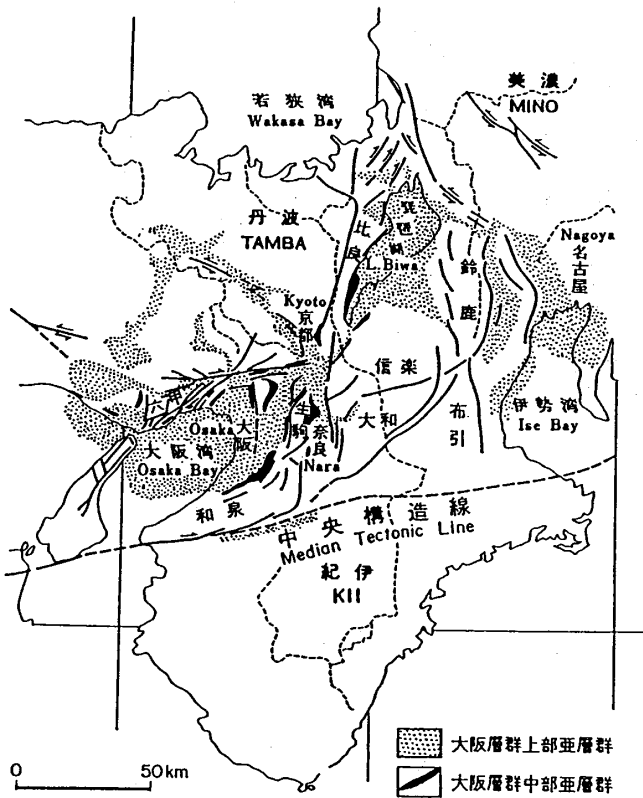 美濃
MINO
若狭湾
Wakasa Bay
丹波
TAMBA
比良
琵琶湖
L. Biwa
鈴鹿
Nagoya
名古屋
Kyoto
京都
信楽
六甲
生駒
大和
布引
伊勢湾
Ise Bay
Osaka
大阪
大阪湾
Osaka Bay
奈良
Nara
和泉
中央構造線
Median Tectonic Line
紀伊
KII
大阪層群上部亜層群
大阪層群中部亜層群
0 50km